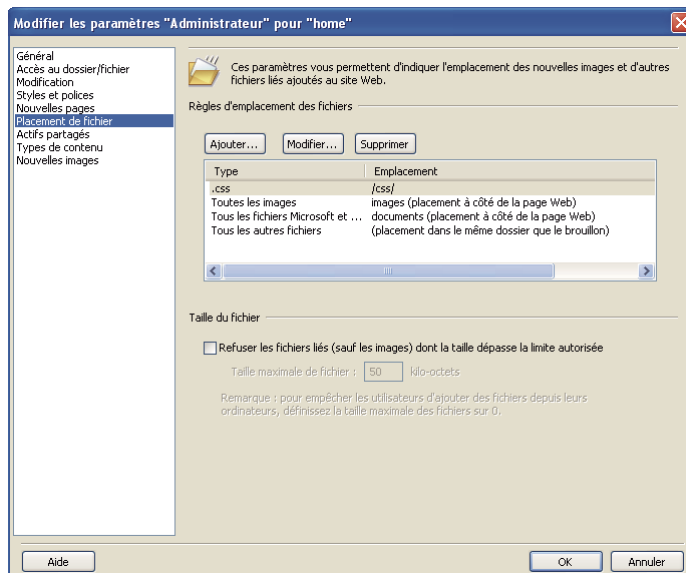 Modifier les paramètres "Administrateur" pour "home"
Général
Accès au dossier/fichier
Modification
Styles et polices
Nouvelles pages
Placement de fichier
Actifs partagés
Types de contenu
Nouvelles images
Ces paramètres vous permettent d'indiquer l'emplacement des nouvelles images et d'autres
fichiers liés ajoutés au site Web.
Règles d'emplacement des fichiers
Ajouter... Modifier... Supprimer
Type Emplacement
.css /css/
Toutes les images images (placement à côté de la page Web)
Tous les fichiers Microsoft et ... documents (placement à côté de la page Web)
Tous les autres fichiers (placement dans le même dossier que le brouillon)
Taille du fichier
Refuser les fichiers liés (sauf les images) dont la taille dépasse la limite autorisée
Taille maximale de fichier : 50 kilo-octets
Remarque : pour empêcher les utilisateurs d'ajouter des fichiers depuis leurs
ordinateurs, définissez la taille maximale des fichiers sur 0.
Aide OK Annuler